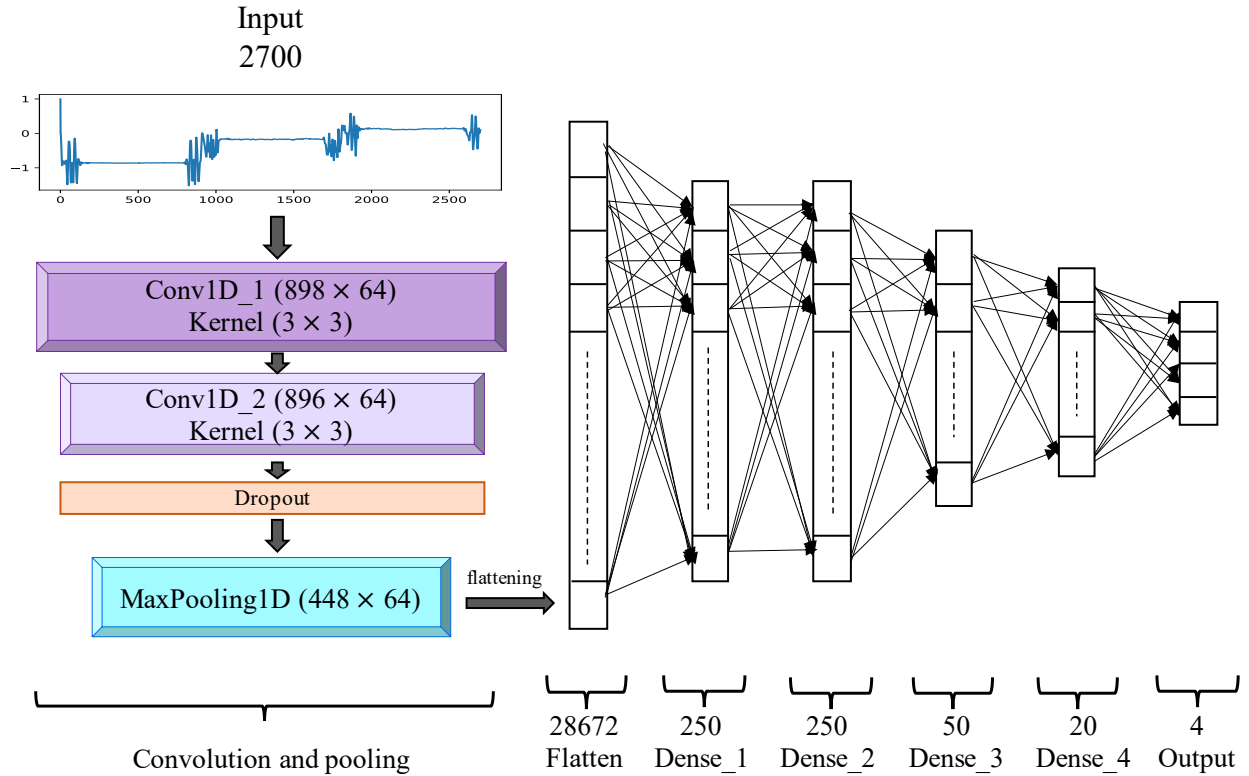 Input
2700
1
0
−1
0
500
1000
1500
2000
2500
Conv1D_1 (898 × 64)
Kernel (3 × 3)
Conv1D_2 (896 × 64)
Kernel (3 × 3)
Dropout
MaxPooling1D (448 × 64)
flattening
Convolution and pooling
28672
Flatten
250
Dense_1
250
Dense_2
50
Dense_3
20
Dense_4
4
Output